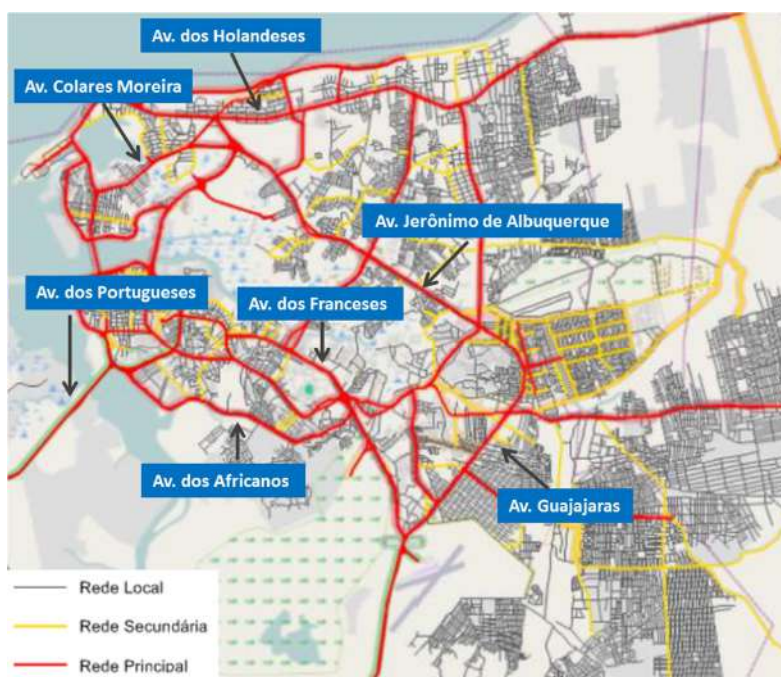 Av. dos Holandeses
Av. Colares Moreira
Av. Jerônimo de Albuquerque
Av. dos Portugueses
Av. dos Franceses
Av. dos Africanos
Av. Guajajaras
Rede Local
Rede Secundária
Rede Principal